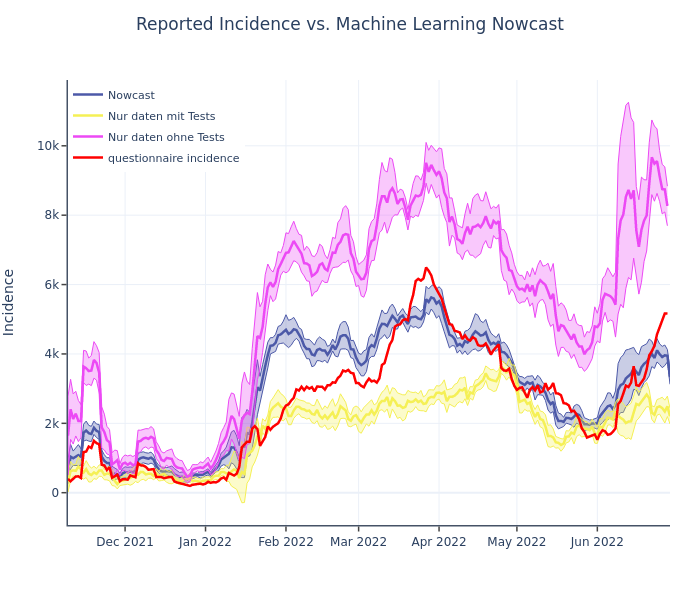 Reported Incidence vs. Machine Learning Nowcast
Nowcast
Nur daten mit Tests
Nur daten ohne Tests
questionnaire incidence
Incidence
10k
8k
6k
4k
2k
0
Dec 2021
Jan 2022
Feb 2022
Mar 2022
Apr 2022
May 2022
Jun 2022